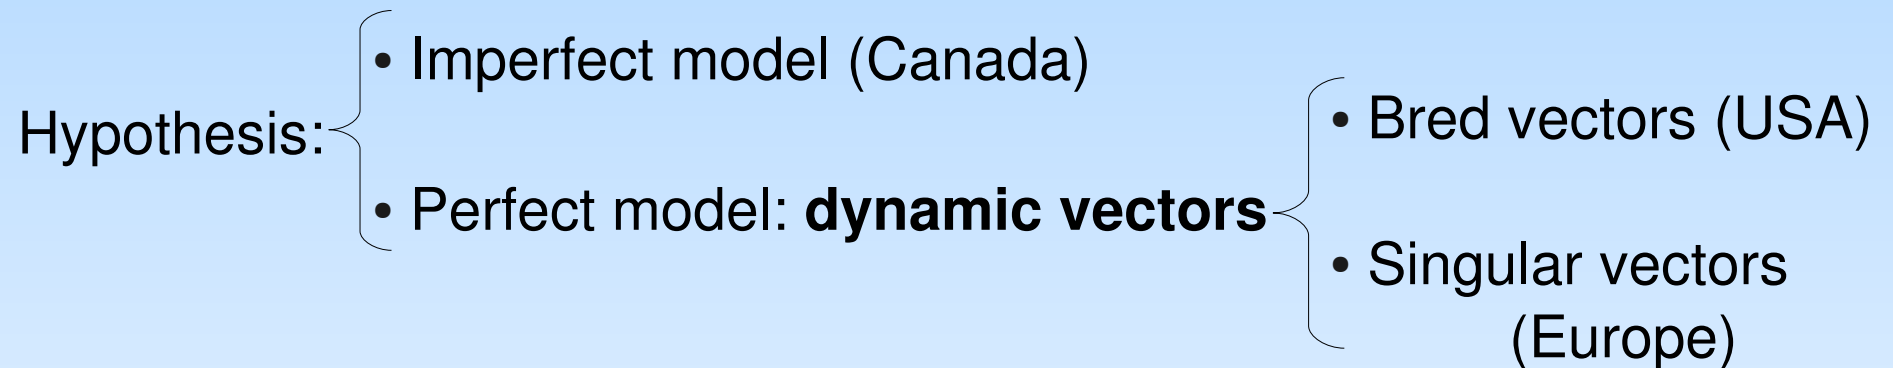 Hypothesis:
• Imperfect model (Canada)
• Perfect model: dynamic vectors
• Bred vectors (USA)
• Singular vectors
(Europe)